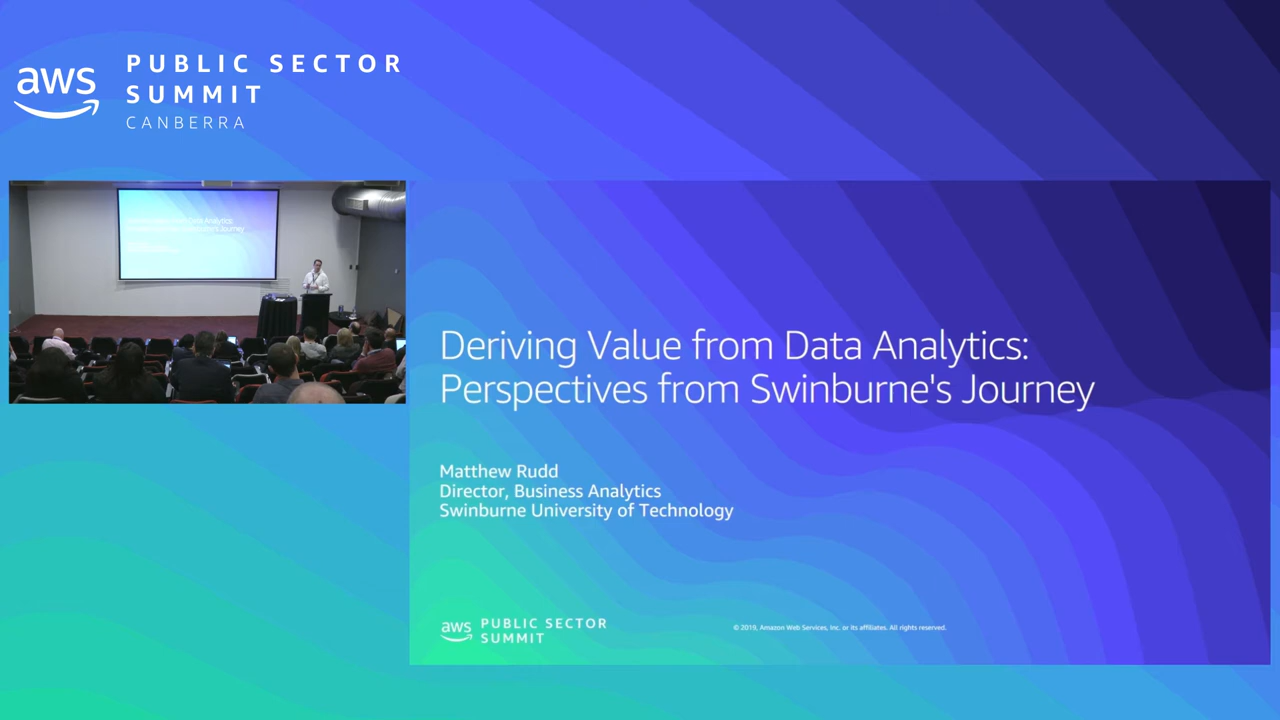 aws
PUBLIC SECTOR
SUMMIT
CANBERRA
Deriving Value from Data Analytics:
Perspectives from Swinburne's Journey
Matthew Rudd
Director, Business Analytics
Swinburne University of Technology
aws
PUBLIC SECTOR
SUMMIT
© 2019, Amazon Web Services, Inc. or its affiliates. All rights reserved.